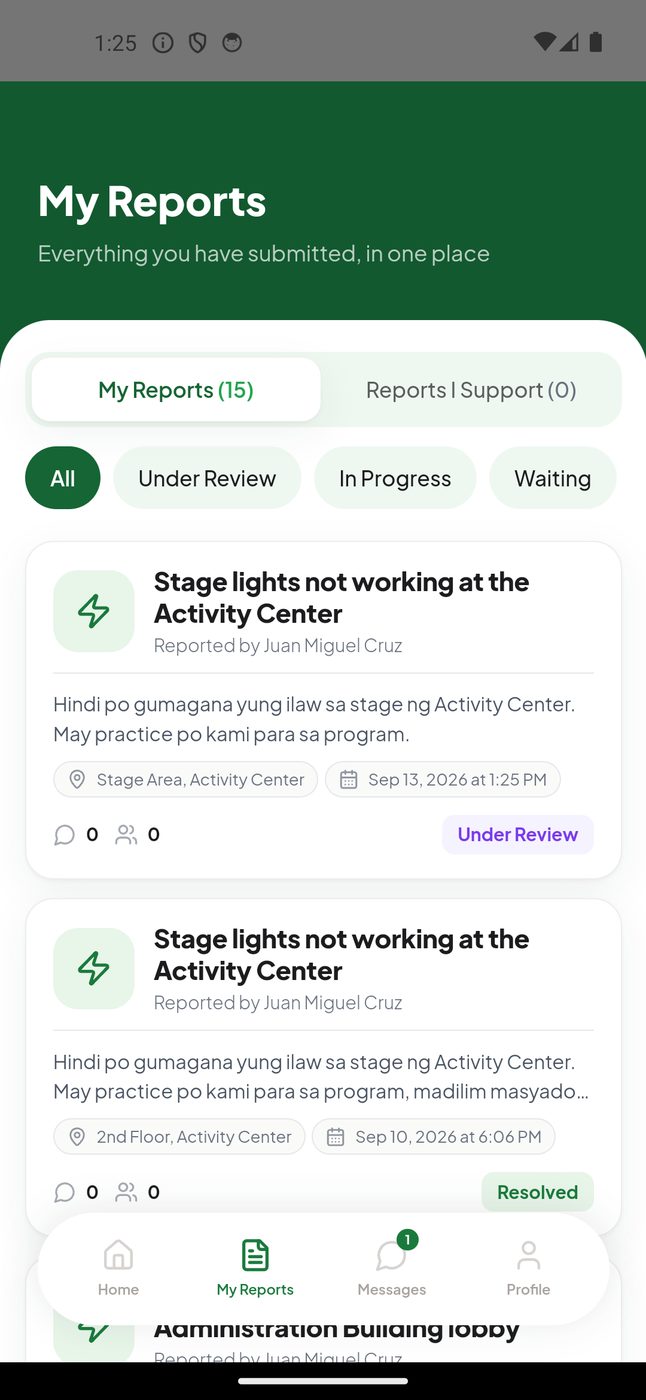 1:25
My Reports
Everything you have submitted, in one place
My Reports (15)
Reports I Support (0)
All
Under Review
In Progress
Waiting
Stage lights not working at the
Activity Center
Reported by Juan Miguel Cruz
Hindi po gumagana yung ilaw sa stage ng Activity Center.
May practice po kami para sa program.
Stage Area, Activity Center
Sep 13, 2026 at 1:25 PM
0
0
Under Review
Stage lights not working at the
Activity Center
Reported by Juan Miguel Cruz
Hindi po gumagana yung ilaw sa stage ng Activity Center.
May practice po kami para sa program, madilim masyado...
2nd Floor, Activity Center
Sep 10, 2026 at 6:06 PM
0
0
Resolved
1
Home
My Reports
Messages
Profile
Administration Building lobby
Reported by Juan Miguel Cruz